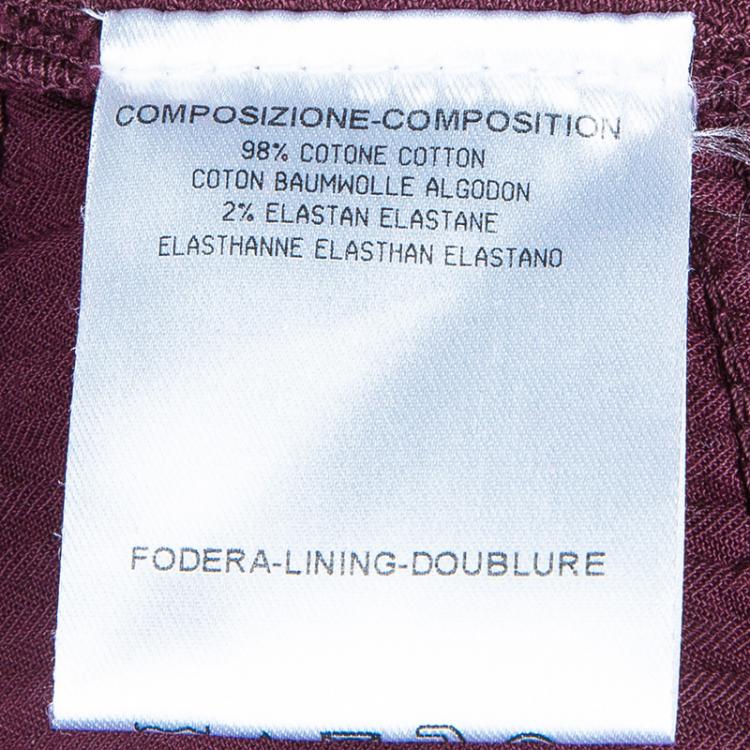 COMPOSIZIONE-COMPOSITION
98% COTONE COTTON
COTON BAUMWOLLE ALGODON
2% ELASTAN ELASTANE
ELASTHANNE ELASTHAN ELASTANO
FODERA-LINING-DOUBLURE